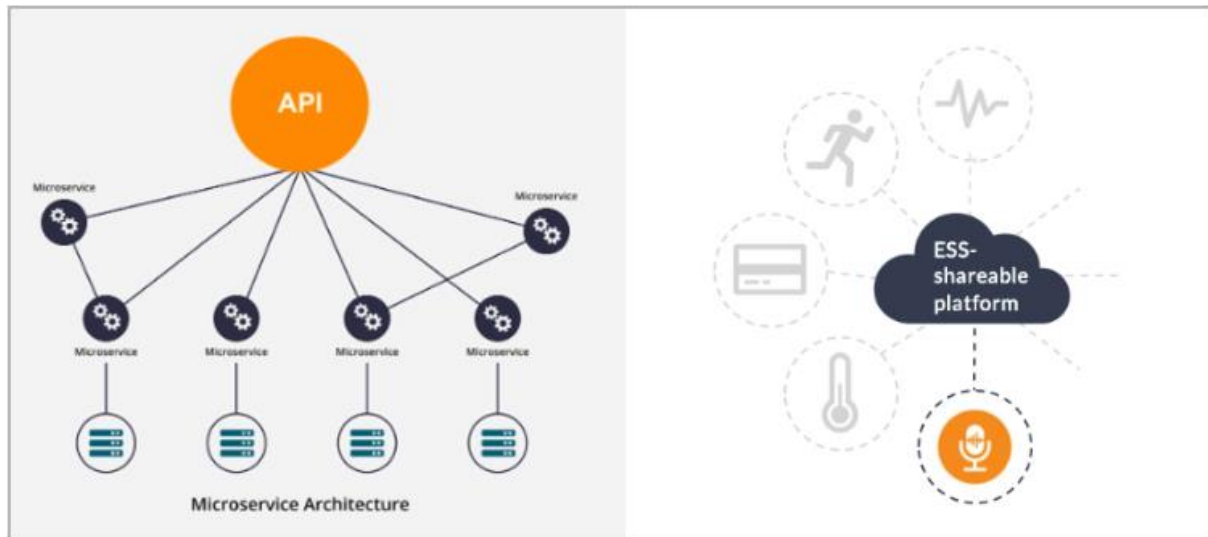 API
Microservice
Microservice
Microservice
Microservice
Microservice
Microservice
Microservice Architecture
ESS-
shareable
platform